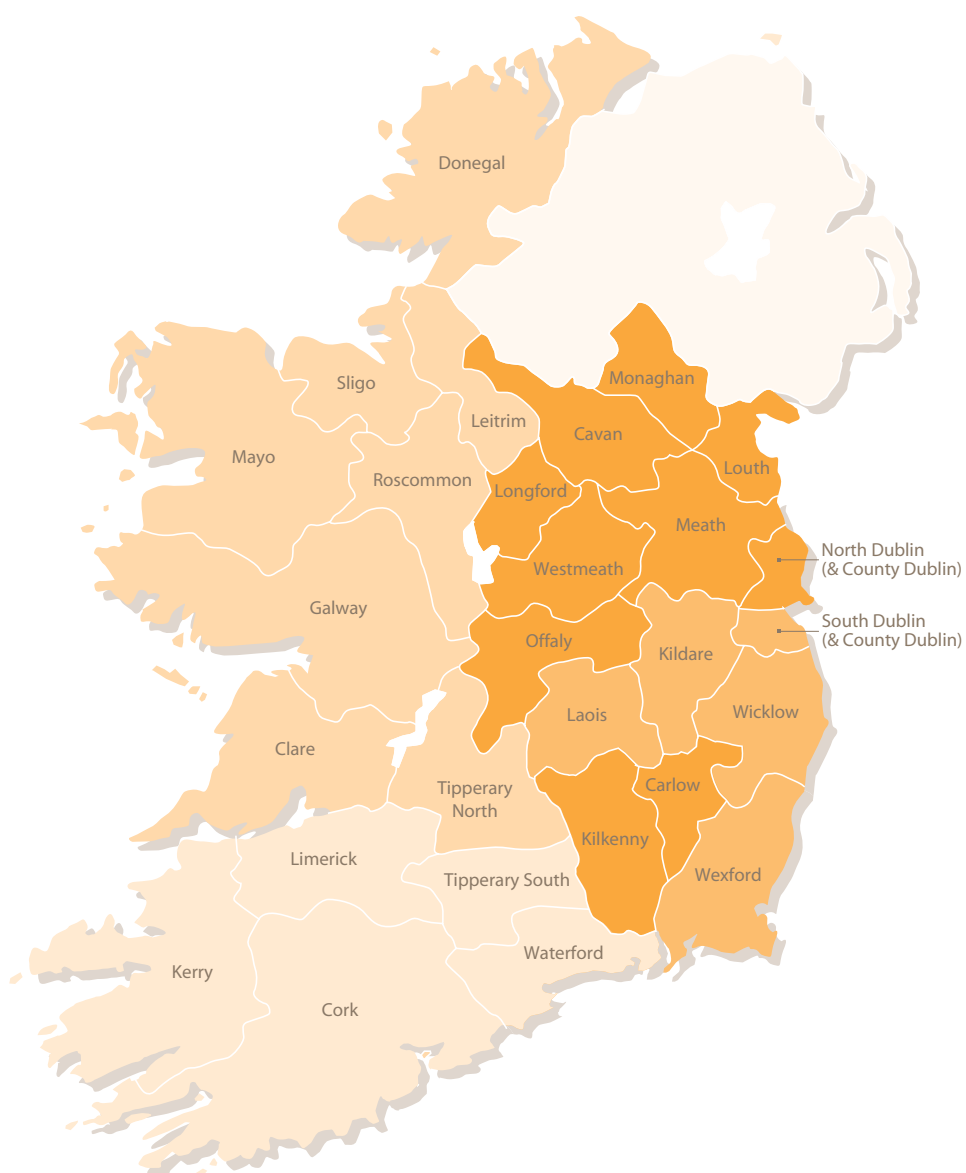 Donegal
Monaghan
Sligo
Leitrim
Cavan
Mayo
Roscommon
Longford
Louth
Meath
North Dublin
(& County Dublin)
Westmeath
Galway
South Dublin
(& County Dublin)
Offaly
Kildare
Laois
Wicklow
Clare
Tipperary
North
Carlow
Kilkenny
Limerick
Tipperary South
Wexford
Waterford
Kerry
Cork